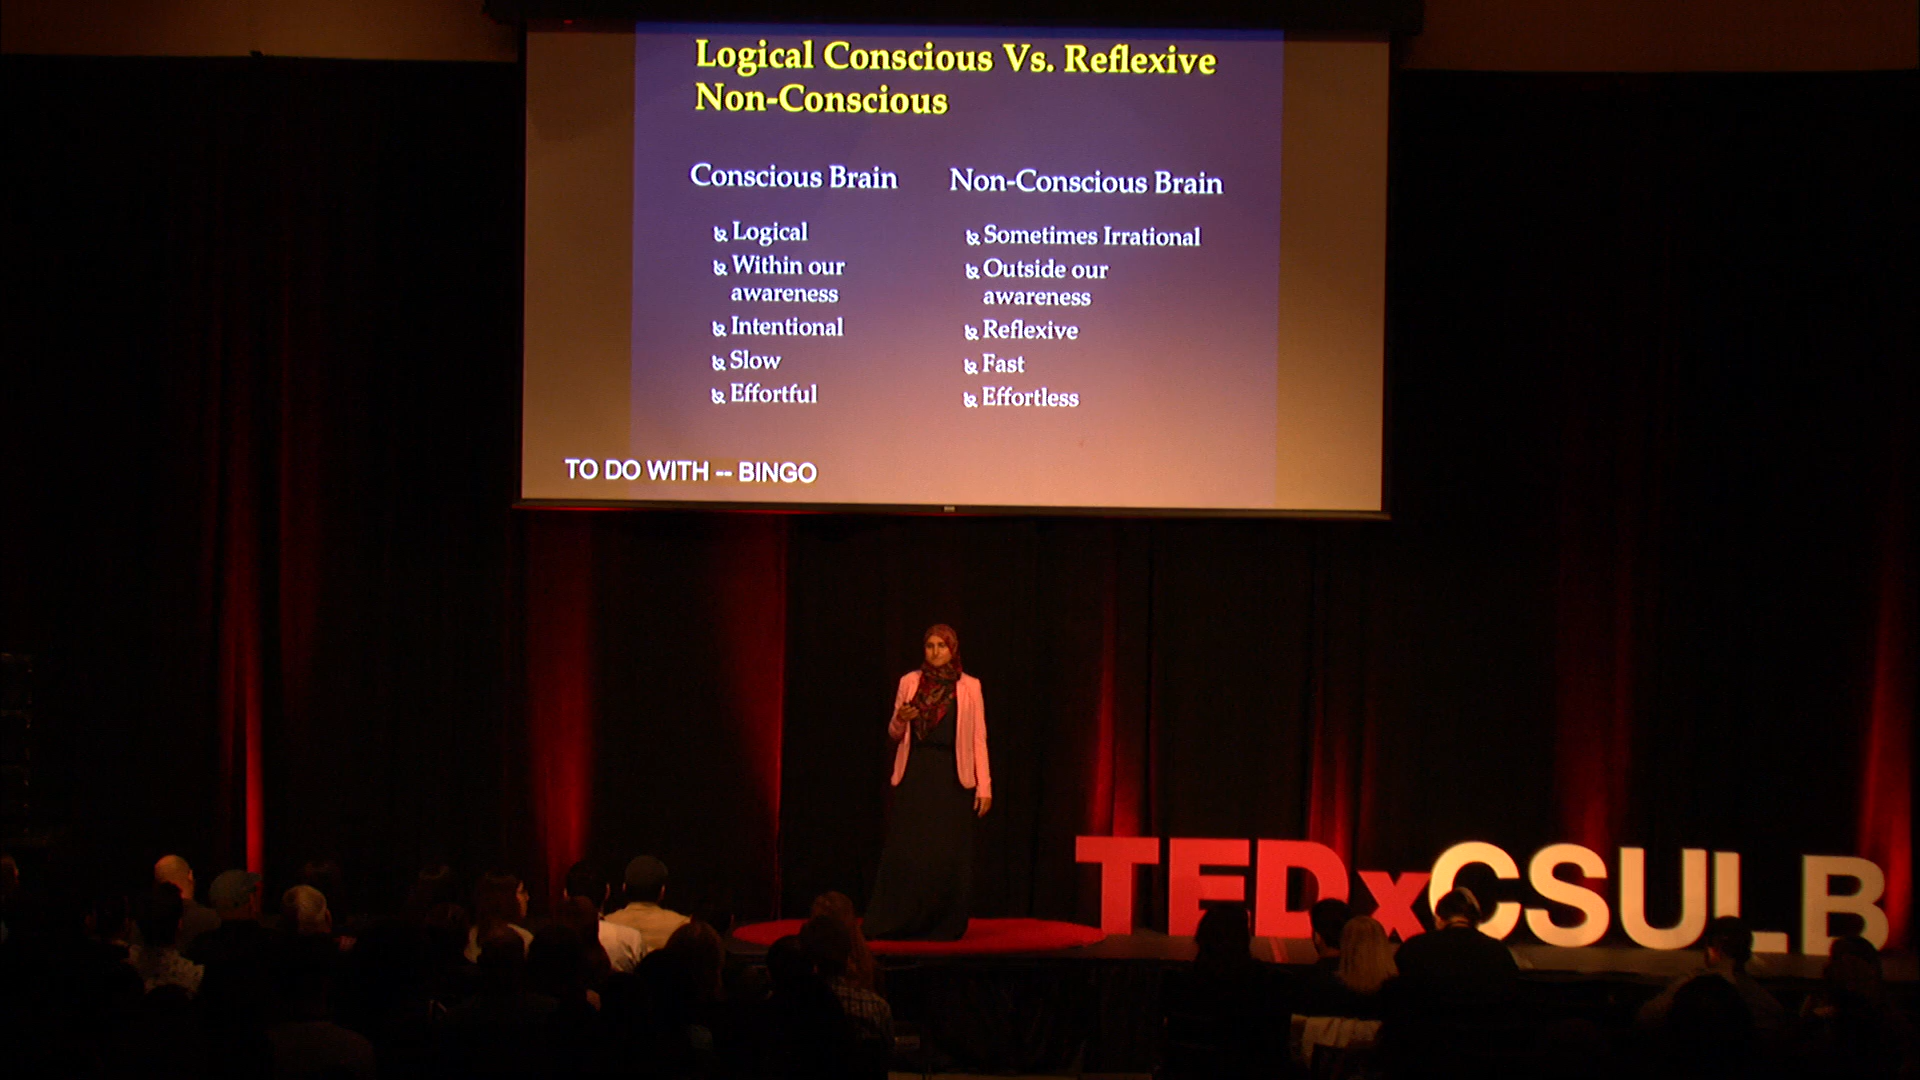 Logical Conscious Vs. Reflexive
Non-Conscious
Conscious Brain
Logical
Within our
awareness
Intentional
Slow
Effortful
Non-Conscious Brain
Sometimes Irrational
Outside our
awareness
Reflexive
Fast
Effortless
TO DO WITH -- BINGO
TEDxCSULB